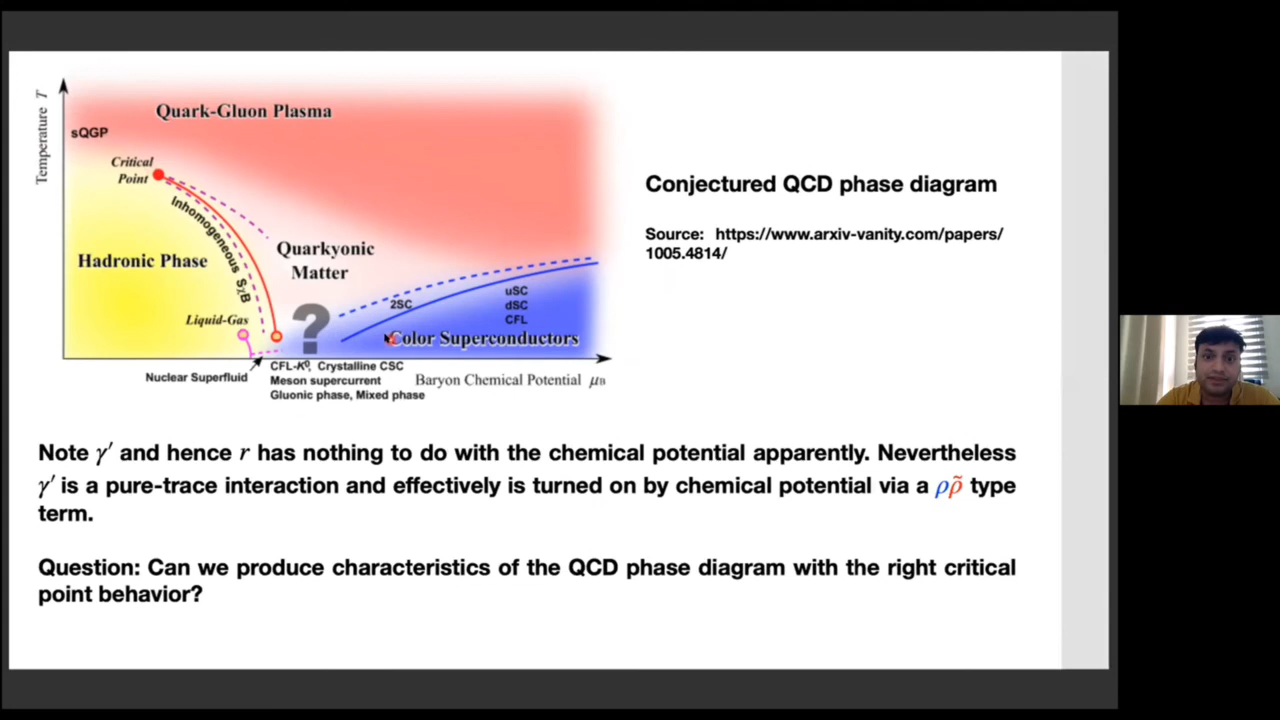 Quark-Gluon Plasma
sQGP
Critical
Point
Temperature T
Inhomogeneous SχB
Hadronic Phase
Quarkyonic
Matter
?
Liquid-Gas
2SC
uSC
dSC
CFL
Color Superconductors
Nuclear Superfluid
CFL-K⁰, Crystalline CSC
Meson supercurrent
Gluonic phase, Mixed phase
Baryon Chemical Potential μB
Conjectured QCD phase diagram
Source: https://www.arxiv-vanity.com/papers/
1005.4814/
Note γ′ and hence r has nothing to do with the chemical potential apparently. Nevertheless
γ′ is a pure-trace interaction and effectively is turned on by chemical potential via a ρρ̃ type
term.
Question: Can we produce characteristics of the QCD phase diagram with the right critical
point behavior?